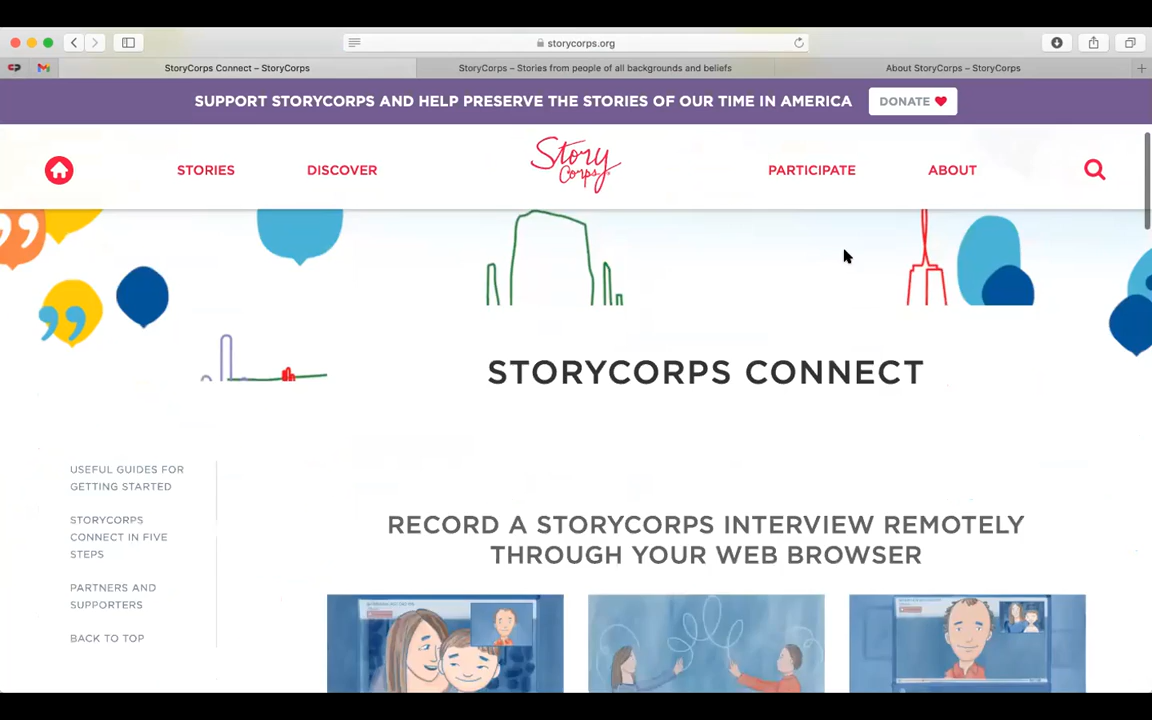 storycorps.org
StoryCorps Connect – StoryCorps
StoryCorps – Stories from people of all backgrounds and beliefs
About StoryCorps – StoryCorps
SUPPORT STORYCORPS AND HELP PRESERVE THE STORIES OF OUR TIME IN AMERICA
DONATE
STORIES
DISCOVER
Story
Corps
PARTICIPATE
ABOUT
STORYCORPS CONNECT
USEFUL GUIDES FOR
GETTING STARTED
STORYCORPS
CONNECT IN FIVE
STEPS
PARTNERS AND
SUPPORTERS
BACK TO TOP
RECORD A STORYCORPS INTERVIEW REMOTELY
THROUGH YOUR WEB BROWSER